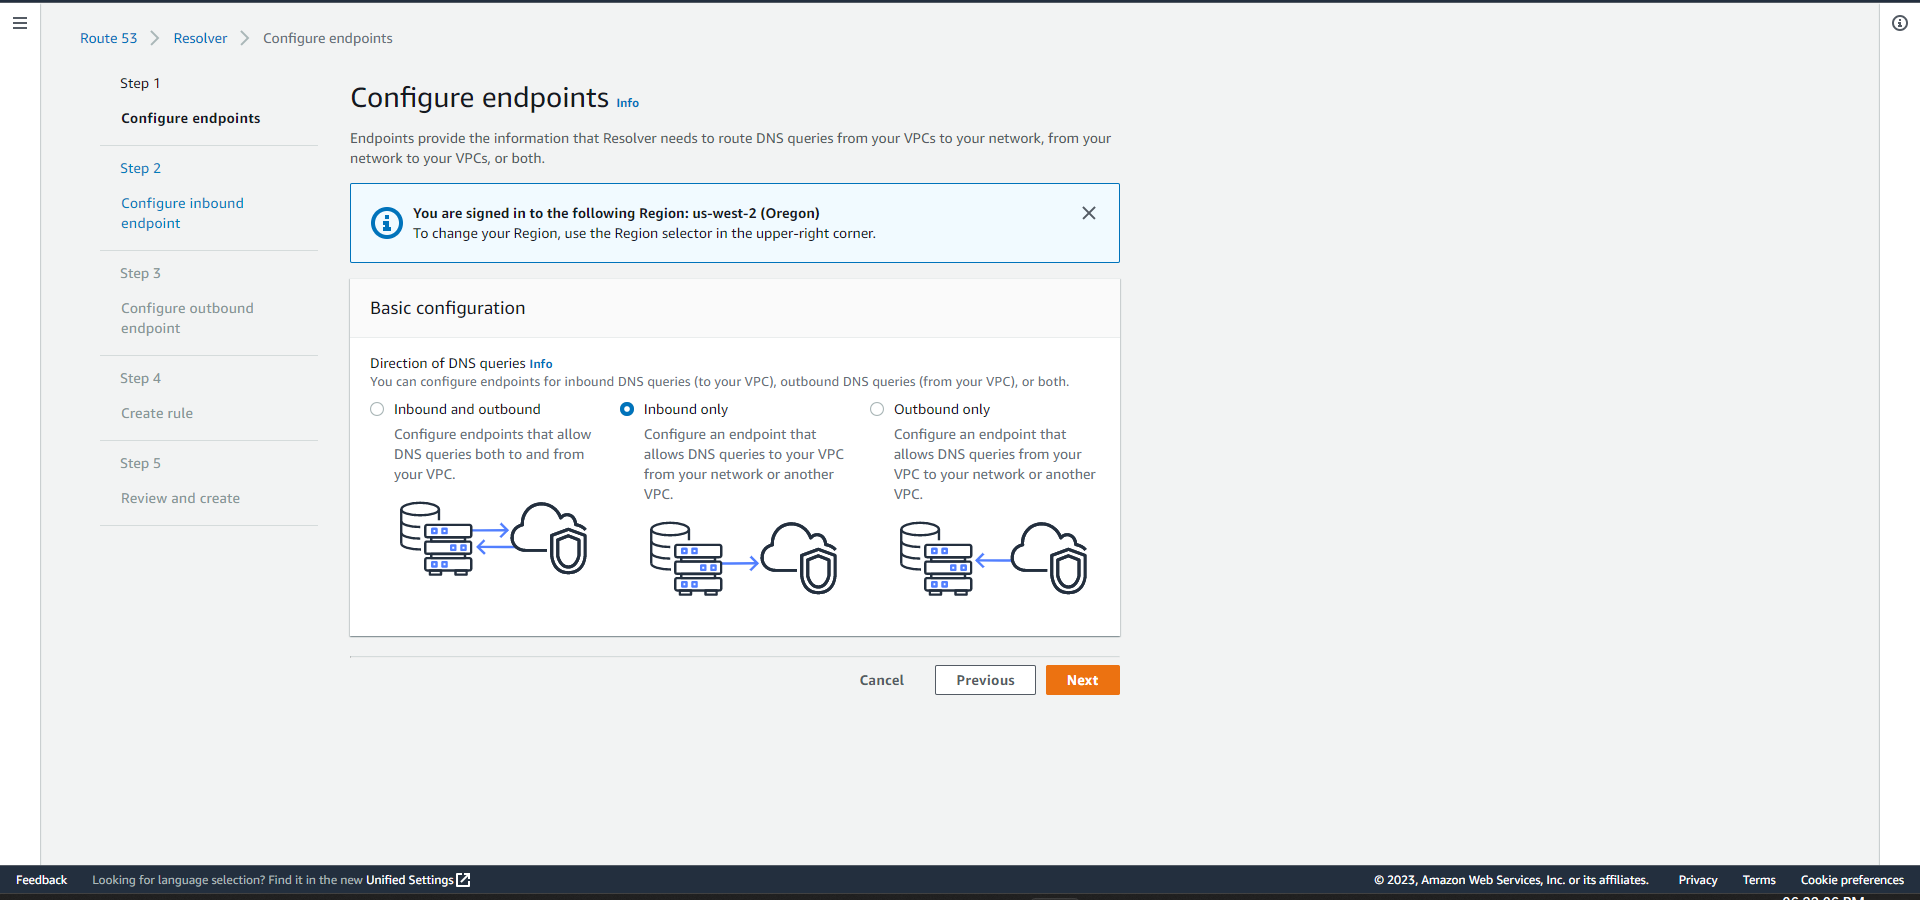 Route 53
Resolver
Configure endpoints
Step 1
Configure endpoints
Step 2
Configure inbound
endpoint
Step 3
Configure outbound
endpoint
Step 4
Create rule
Step 5
Review and create
Configure endpoints Info
Endpoints provide the information that Resolver needs to route DNS queries from your VPCs to your network, from your
network to your VPCs, or both.
You are signed in to the following Region: us-west-2 (Oregon)
To change your Region, use the Region selector in the upper-right corner.
Basic configuration
Direction of DNS queries Info
You can configure endpoints for inbound DNS queries (to your VPC), outbound DNS queries (from your VPC), or both.
Inbound and outbound
Configure endpoints that allow
DNS queries both to and from
your VPC.
Inbound only
Configure an endpoint that
allows DNS queries to your VPC
from your network or another
VPC.
Outbound only
Configure an endpoint that
allows DNS queries from your
VPC to your network or another
VPC.
Cancel
Previous
Next
Feedback
Looking for language selection? Find it in the new Unified Settings
© 2023, Amazon Web Services, Inc. or its affiliates.
Privacy
Terms
Cookie preferences